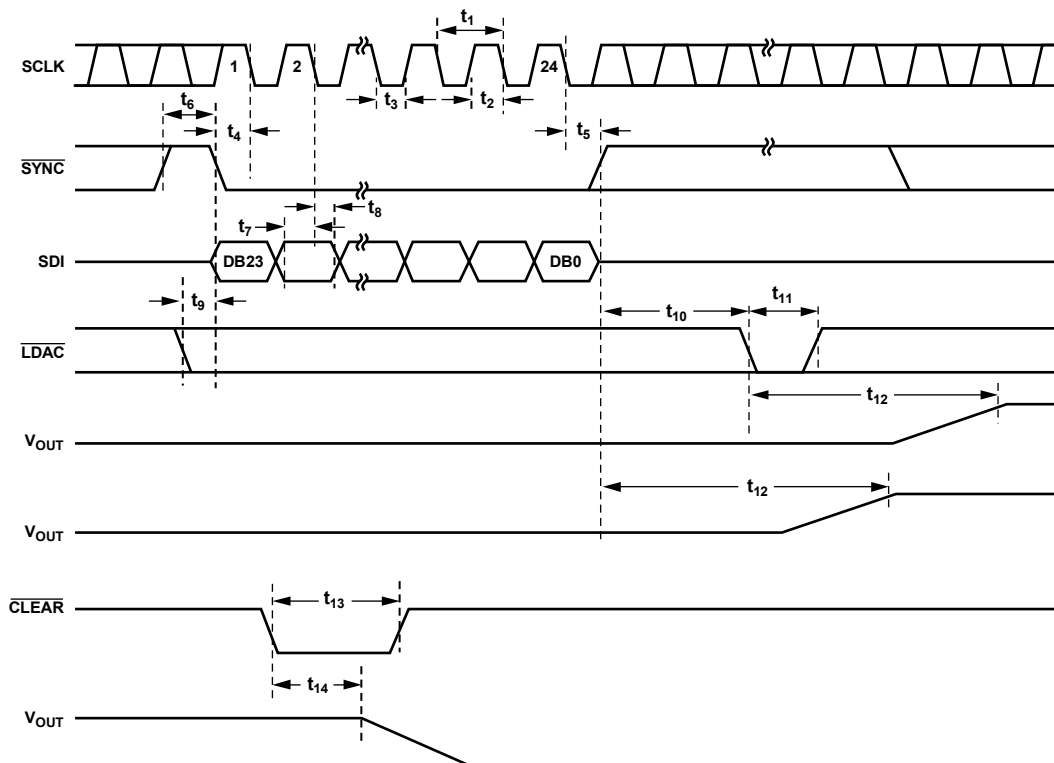 t1
SCLK
1
2
24
t3
t2
t6
t4
t5
SYNC
t8
t7
SDI
DB23
DB0
t9
t10
t11
LDAC
t12
VOUT
t12
VOUT
CLEAR
t13
t14
VOUT